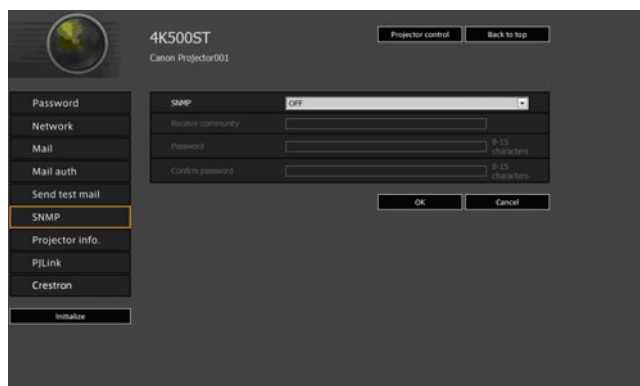 4K500ST
Canon Projector001
Projector control
Back to top
Password
Network
Mail
Mail auth
Send test mail
SNMP
Projector info.
PJLink
Crestron
Initialize
SNMP OFF
Receive community
Password 8-15 characters
Confirm password 8-15 characters
OK
Cancel